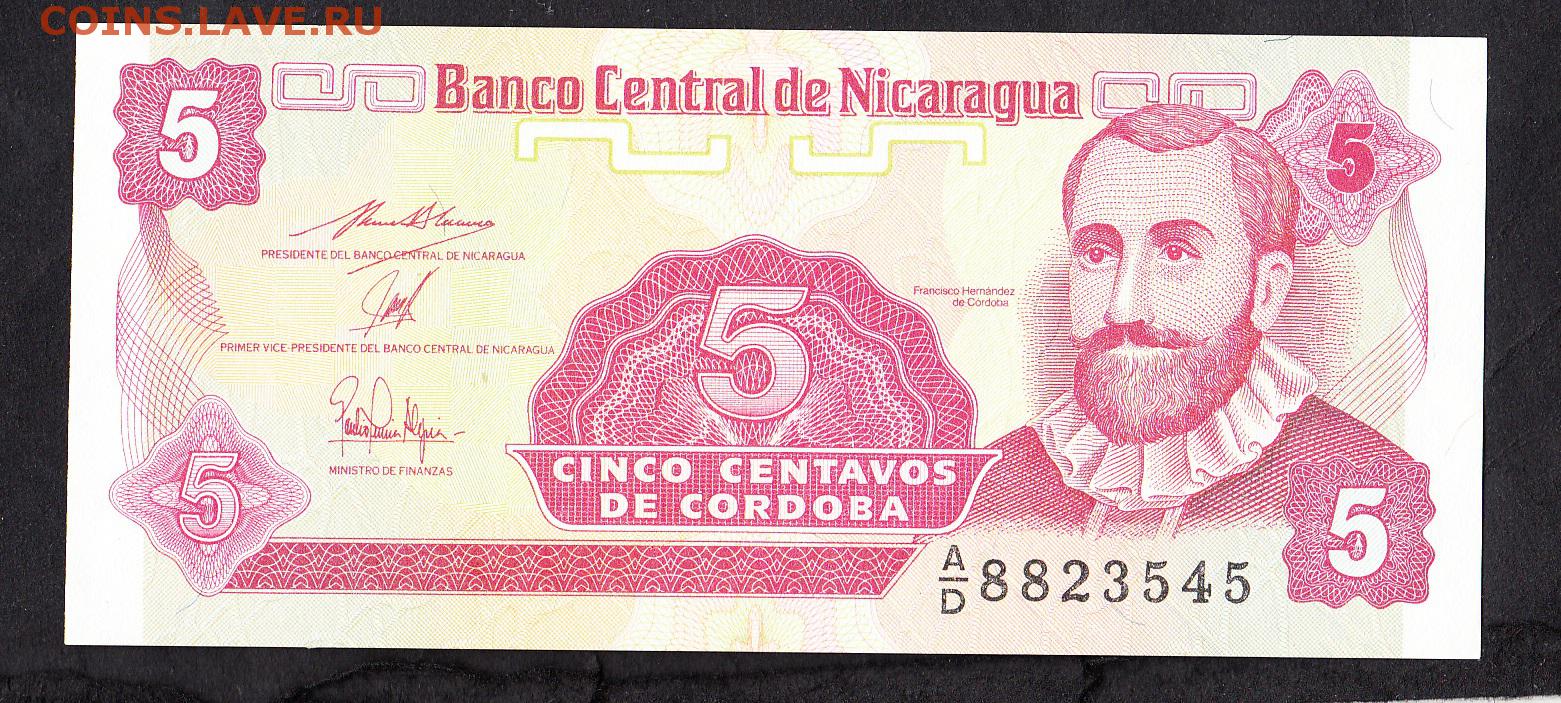 COINS.LAVE.RU
5
Banco Central de Nicaragua
5
PRESIDENTE DEL BANCO CENTRAL DE NICARAGUA
Francisco Hernández
de Córdoba
5
PRIMER VICE-PRESIDENTE DEL BANCO CENTRAL DE NICARAGUA
MINISTRO DE FINANZAS
5
CINCO CENTAVOS
DE CORDOBA
5
A/D 8823545